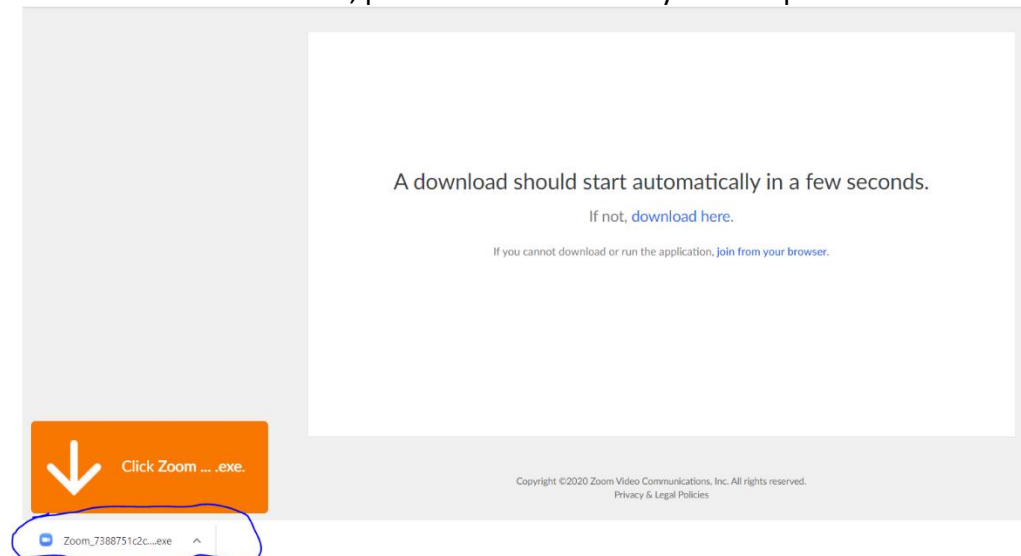 A download should start automatically in a few seconds.
If not, download here.
If you cannot download or run the application, join from your browser.
Click Zoom ... .exe.
Copyright ©2020 Zoom Video Communications, Inc. All rights reserved.
Privacy & Legal Policies
Zoom_7388751c2c....exe